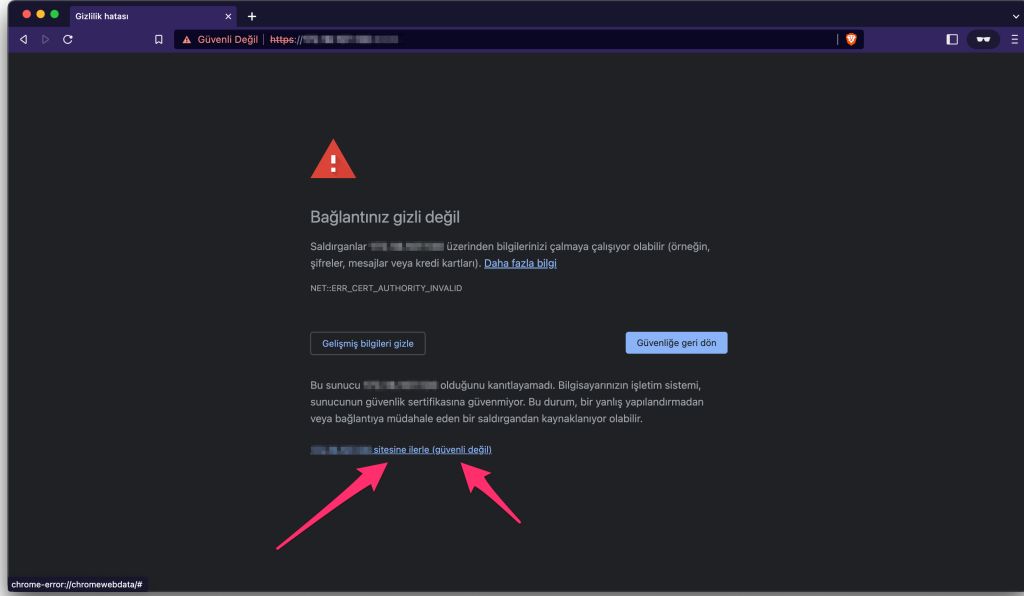 Gizlilik hatası
Güvenli Değil
https://
Bağlantınız gizli değil
Saldırganlar üzerinden bilgilerinizi çalmaya çalışıyor olabilir (örneğin,
şifreler, mesajlar veya kredi kartları). Daha fazla bilgi
NET::ERR_CERT_AUTHORITY_INVALID
Gelişmiş bilgileri gizle
Güvenliğe geri dön
Bu sunucu olduğunu kanıtlayamadı. Bilgisayarınızın işletim sistemi,
sunucunun güvenlik sertifikasına güvenmiyor. Bu durum, bir yanlış yapılandırmadan
veya bağlantıya müdahale eden bir saldırgandan kaynaklanıyor olabilir.
sitesine ilerle (güvenli değil)
chrome-error://chromewebdata/#